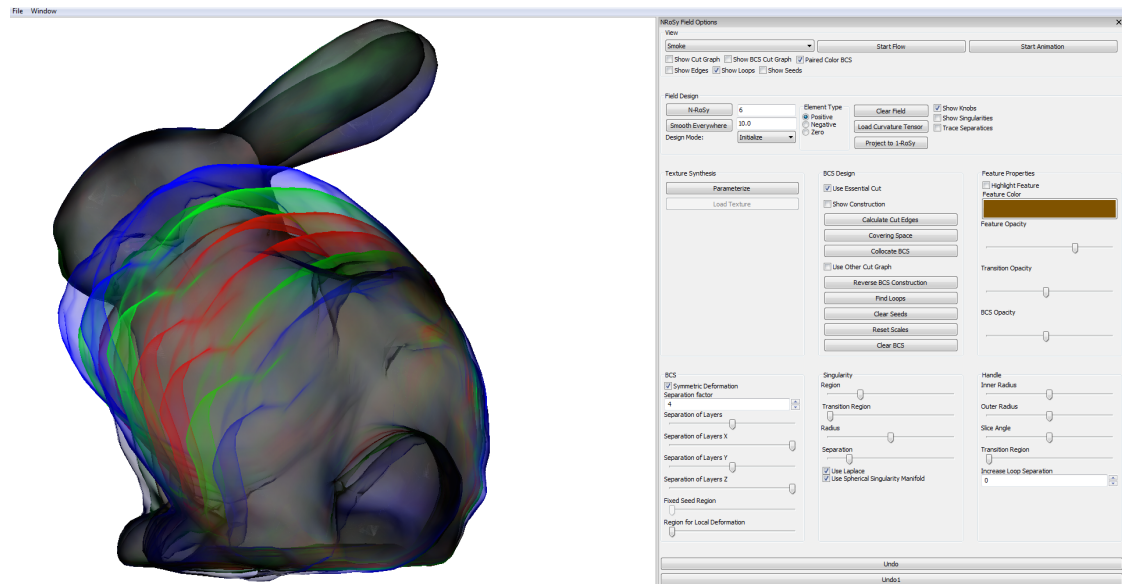 File Window
NRoSy Field Options X
View
Smoke Start Flow Start Animation
Show Cut Graph Show BCS Cut Graph Paired Color BCS
Show Edges Show Loops Show Seeds
Field Design
N-RoSy 6 Element Type Clear Field Show Knobs
Positive Show Singularities
Smooth Everywhere 10.0 Negative Load Curvature Tensor Trace Separatices
Design Mode: Initialize Zero Project to 1-RoSy
Texture Synthesis
Parameterize
Load Texture
BCS Design
Use Essential Cut
Show Construction
Calculate Cut Edges
Covering Space
Collocate BCS
Use Other Cut Graph
Reverse BCS Construction
Find Loops
Clear Seeds
Reset Scales
Clear BCS
Feature Properties
Highlight Feature
Feature Color
Feature Opacity
Transition Opacity
BCS Opacity
BCS
Symmetric Deformation
Separation factor
4
Separation of Layers
Separation of Layers X
Separation of Layers Y
Separation of Layers Z
Fixed Seed Region
Region for Local Deformation
Singularity
Region
Transition Region
Radius
Separation
Use Laplace
Use Spherical Singularity Manifold
Handle
Inner Radius
Outer Radius
Slice Angle
Transition Region
Increase Loop Separation
0
Undo
Undo1